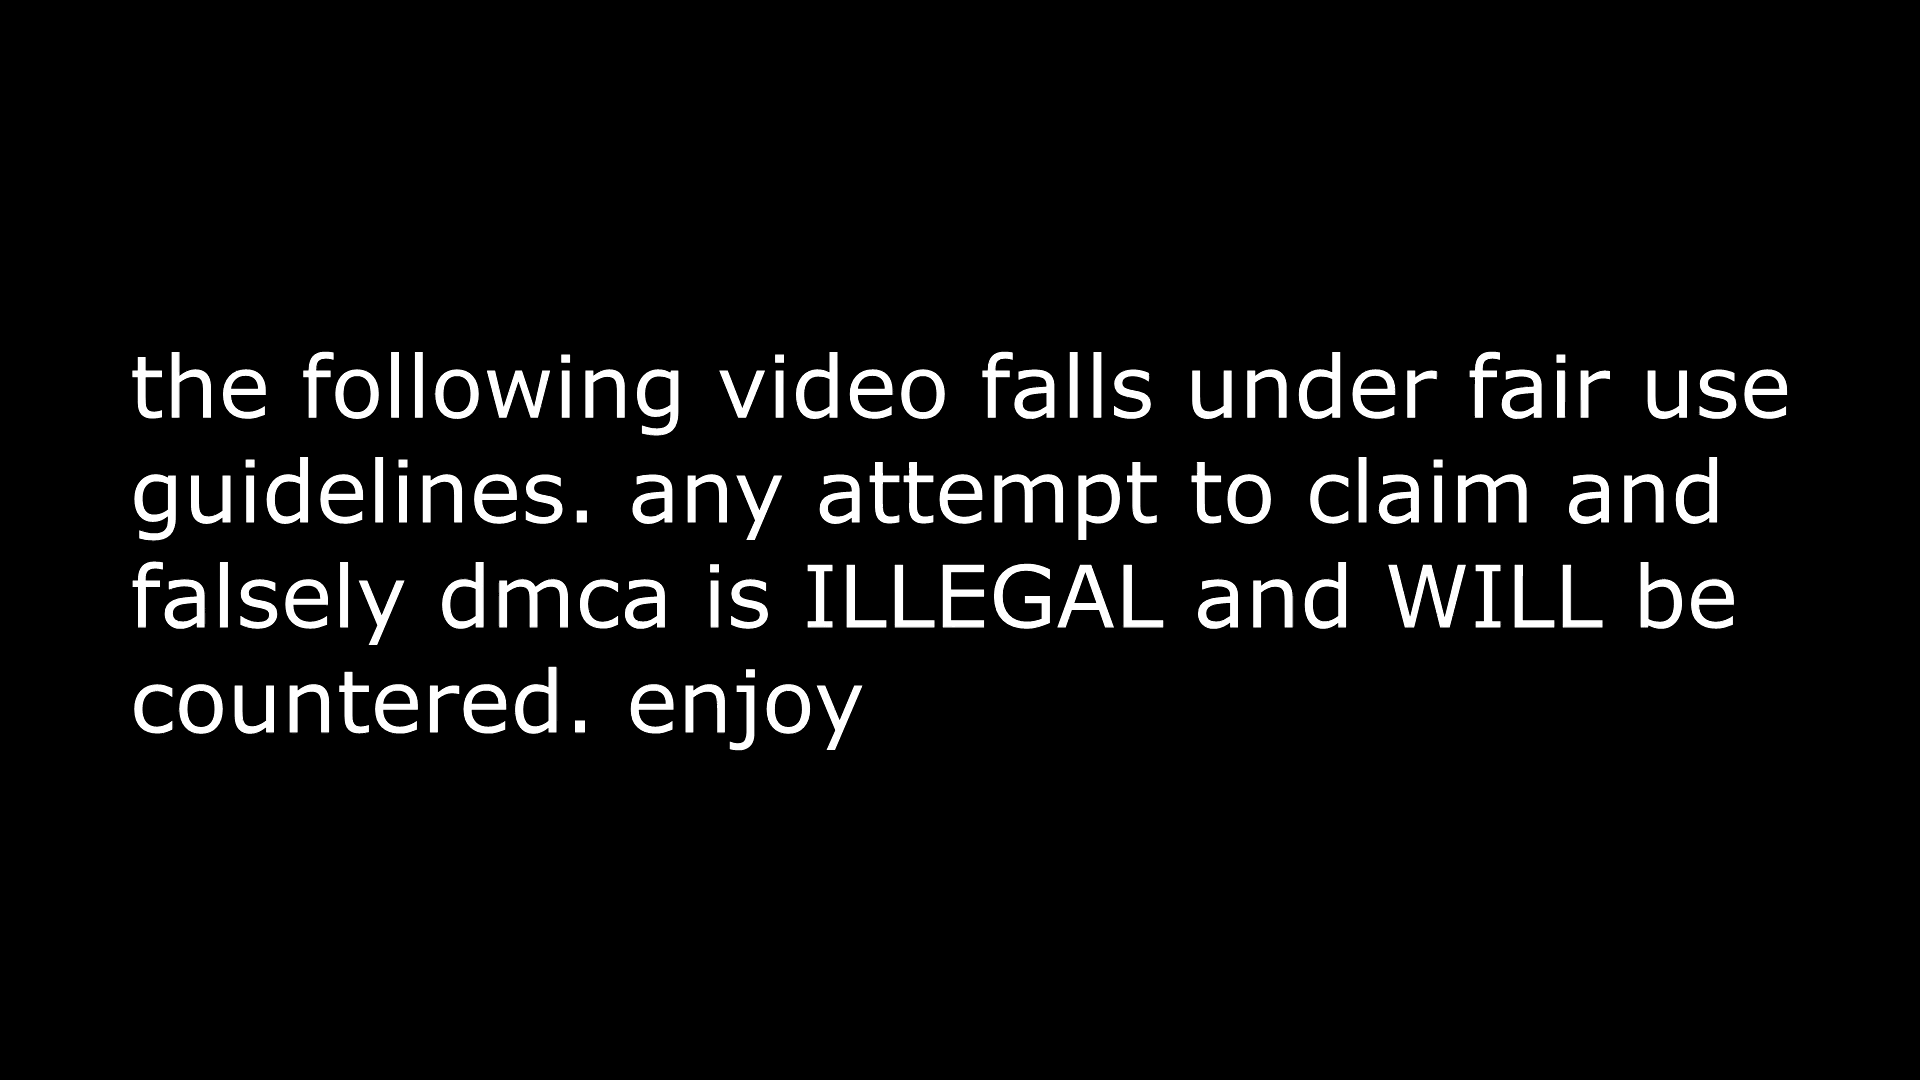 the following video falls under fair use
guidelines. any attempt to claim and
falsely dmca is ILLEGAL and WILL be
countered. enjoy